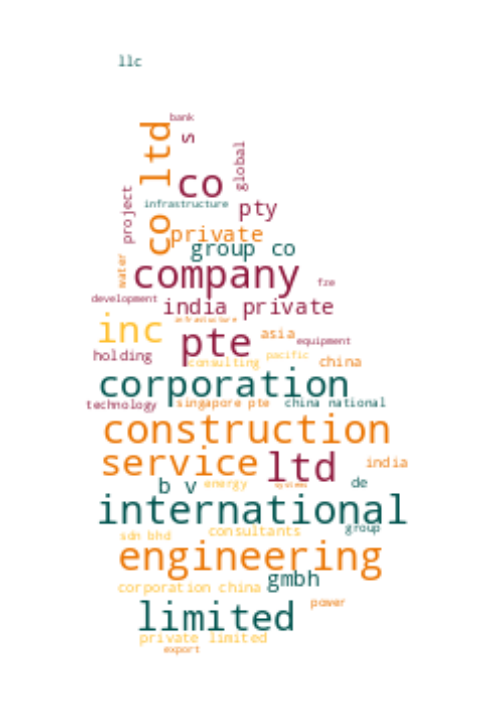 llc
bank
s
co ltd
co
global
project
infrastructure
pty
private
group co
water
company
fze
development
india private
infrastructure
inc
pte
asia
equipment
holding
consulting
pacific
china
corporation
technology
singapore pte
china national
construction
service
ltd
india
b v
energy
systems
de
international
group
sdn bhd
consultants
engineering
gmbh
corporation china
power
limited
private limited
export